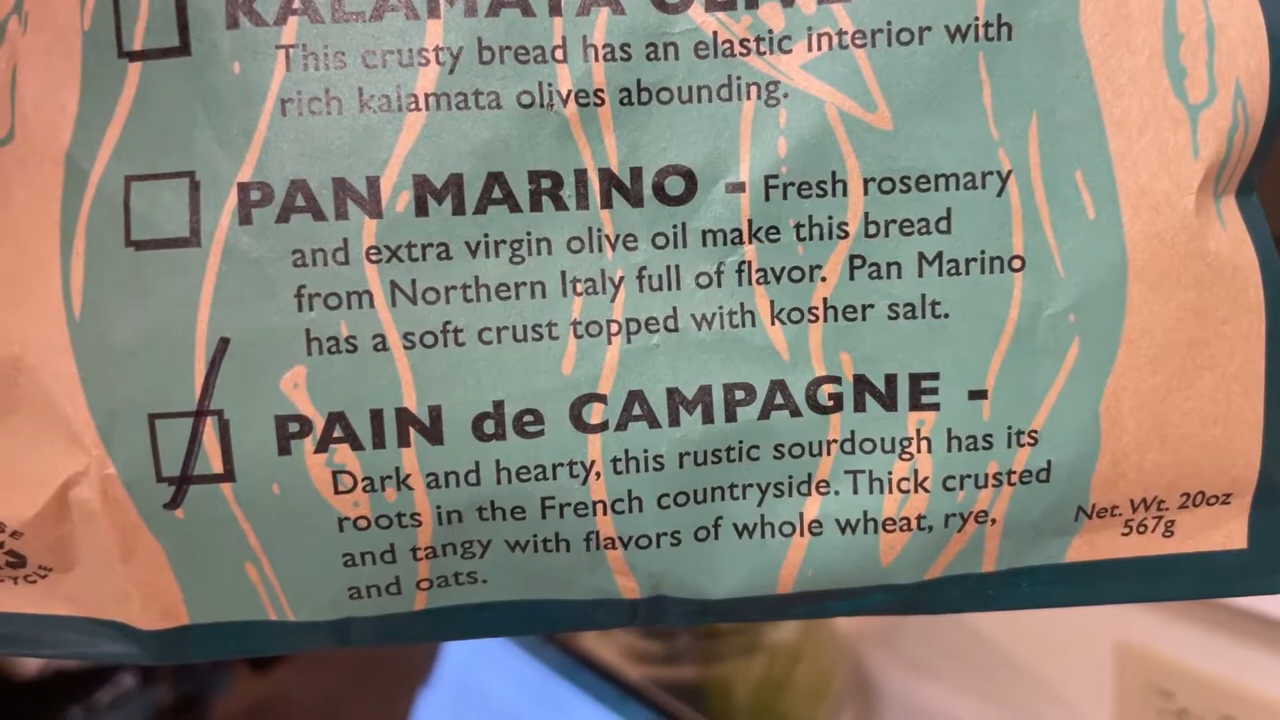 KALAMATA OLIVE
This crusty bread has an elastic interior with
rich kalamata olives abounding.
PAN MARINO - Fresh rosemary
and extra virgin olive oil make this bread
from Northern Italy full of flavor. Pan Marino
has a soft crust topped with kosher salt.
PAIN de CAMPAGNE -
Dark and hearty, this rustic sourdough has its
roots in the French countryside. Thick crusted
and tangy with flavors of whole wheat, rye,
and oats.
Net. Wt. 20oz
567g